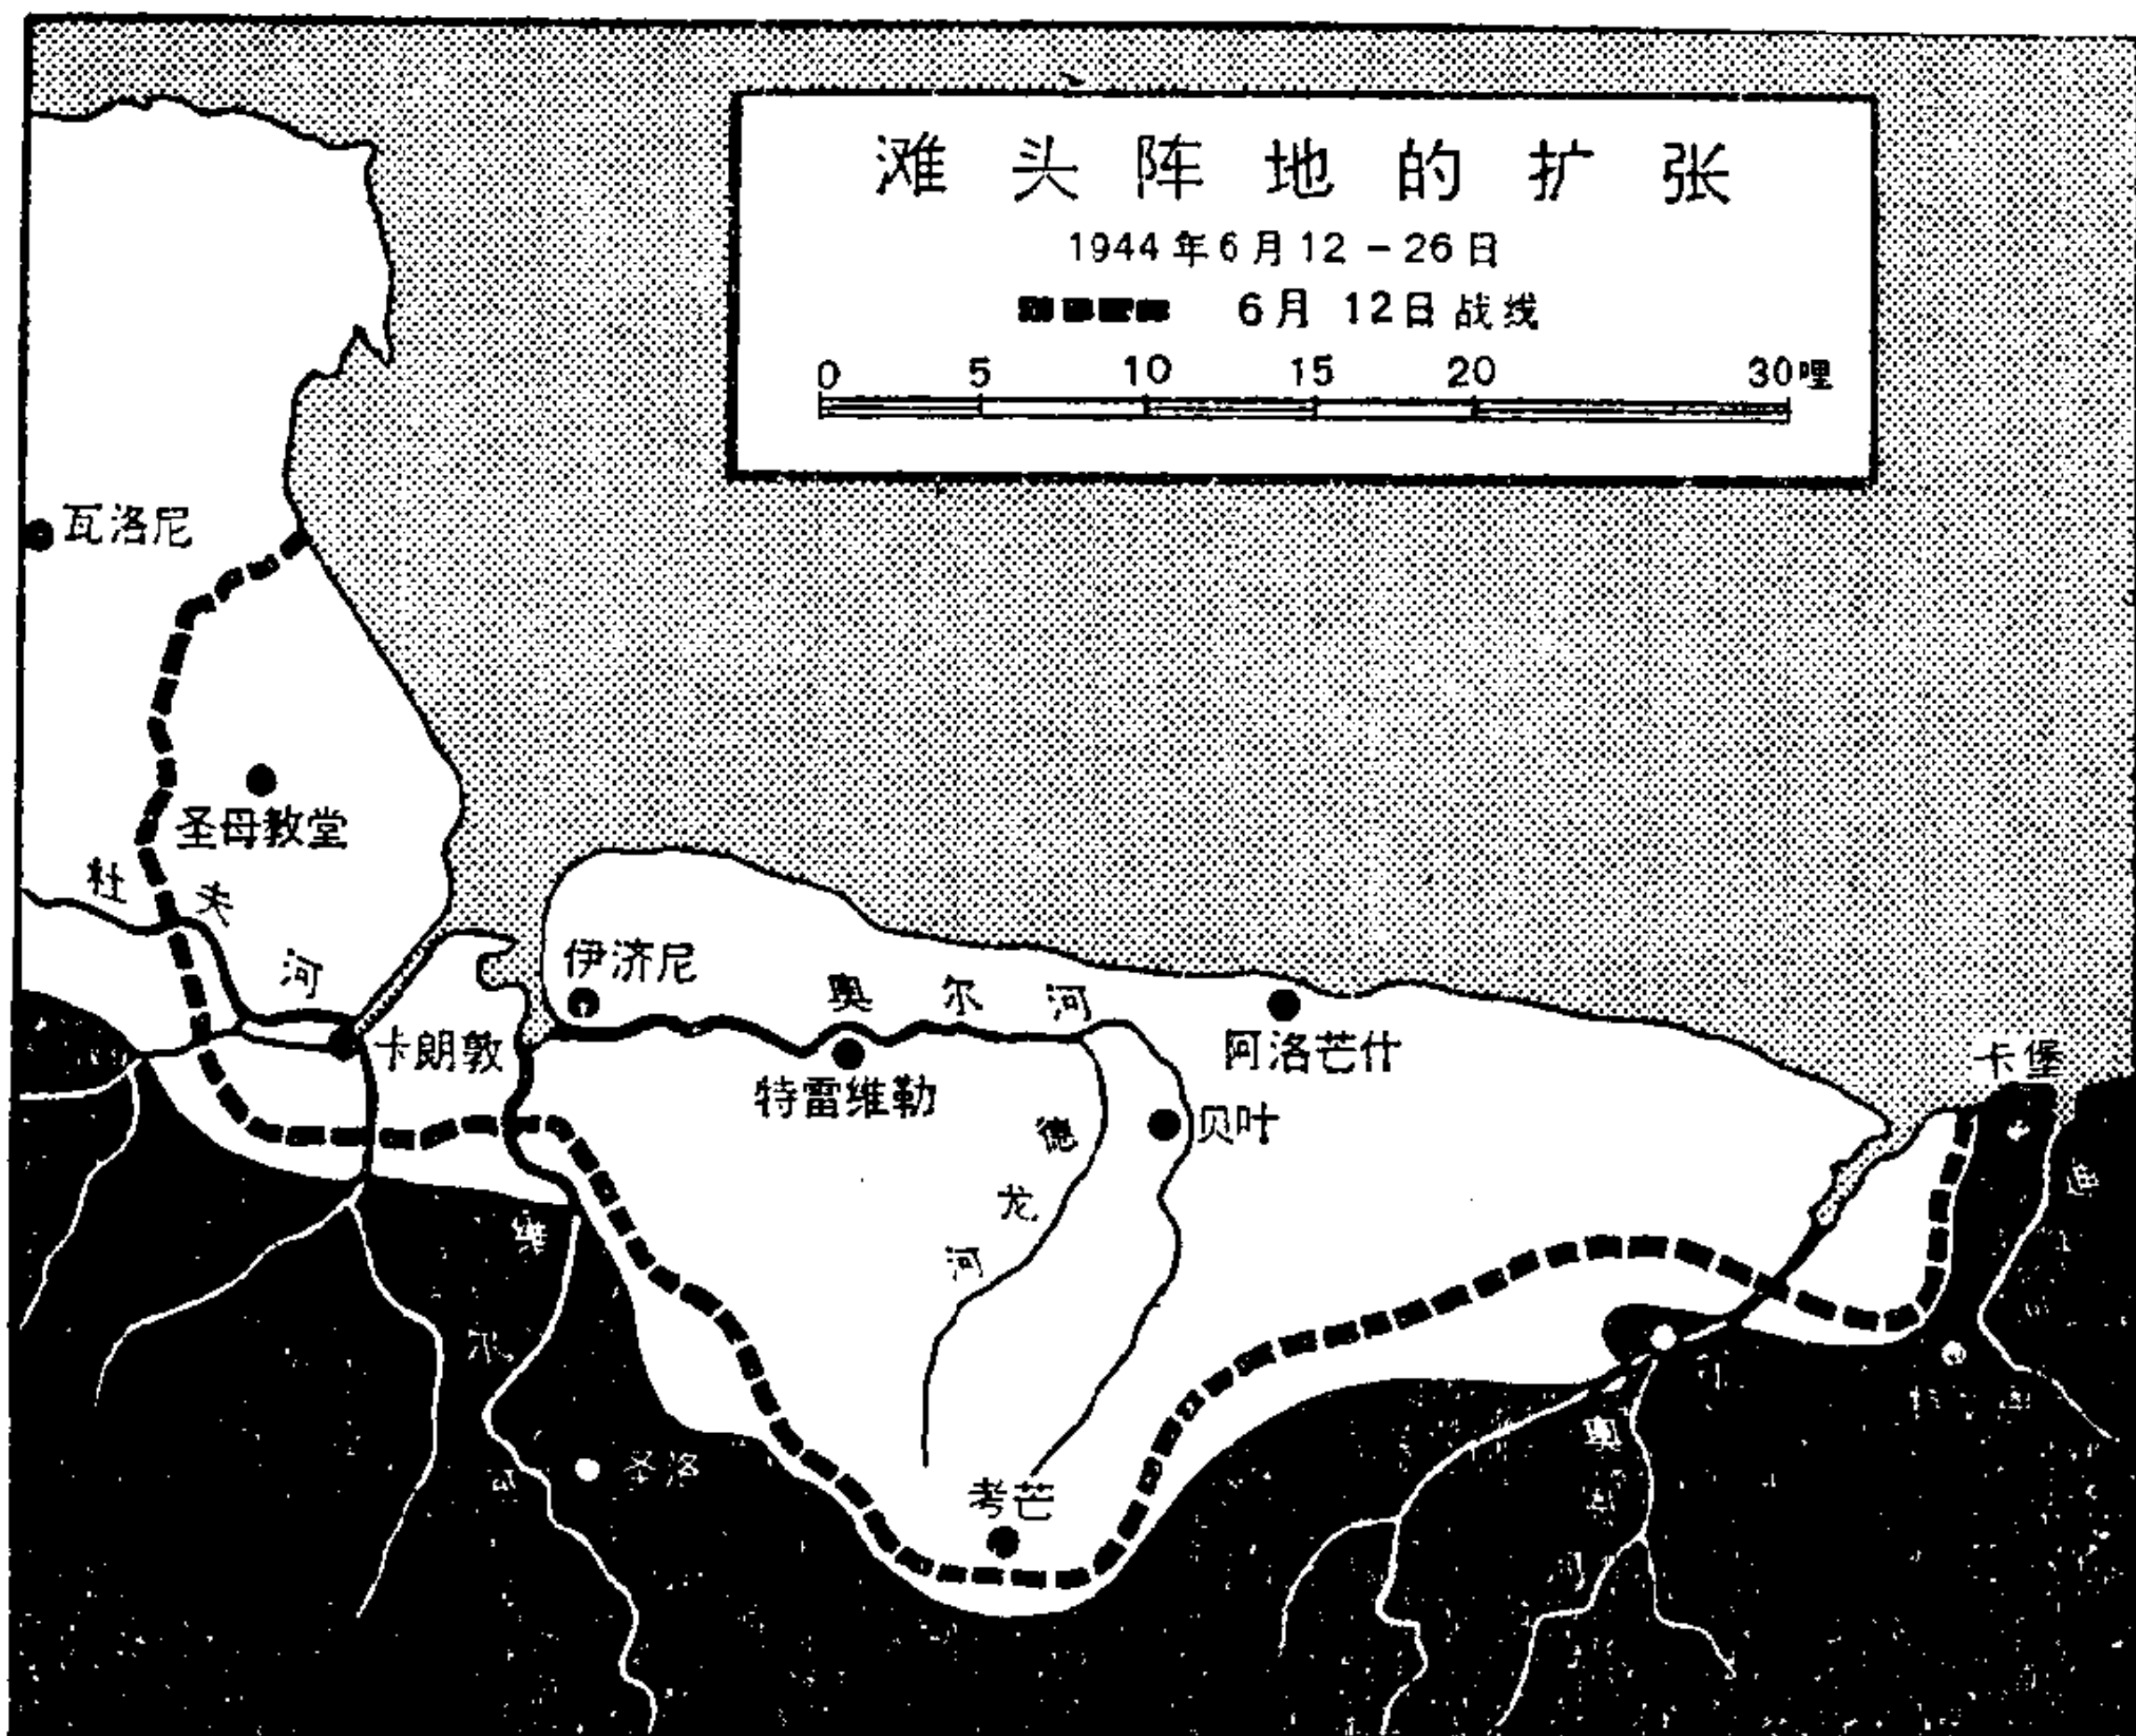 滩头阵地的扩张
1944年6月12-26日
6月 12日战线
0 5 10 15 20 30哩
瓦洛尼
圣母教堂
杜夫河
伊济尼
奥尔河
卡朗敦
特雷维勒
阿洛芒什
卡堡
贝叶
德龙河
圣洛
考芒